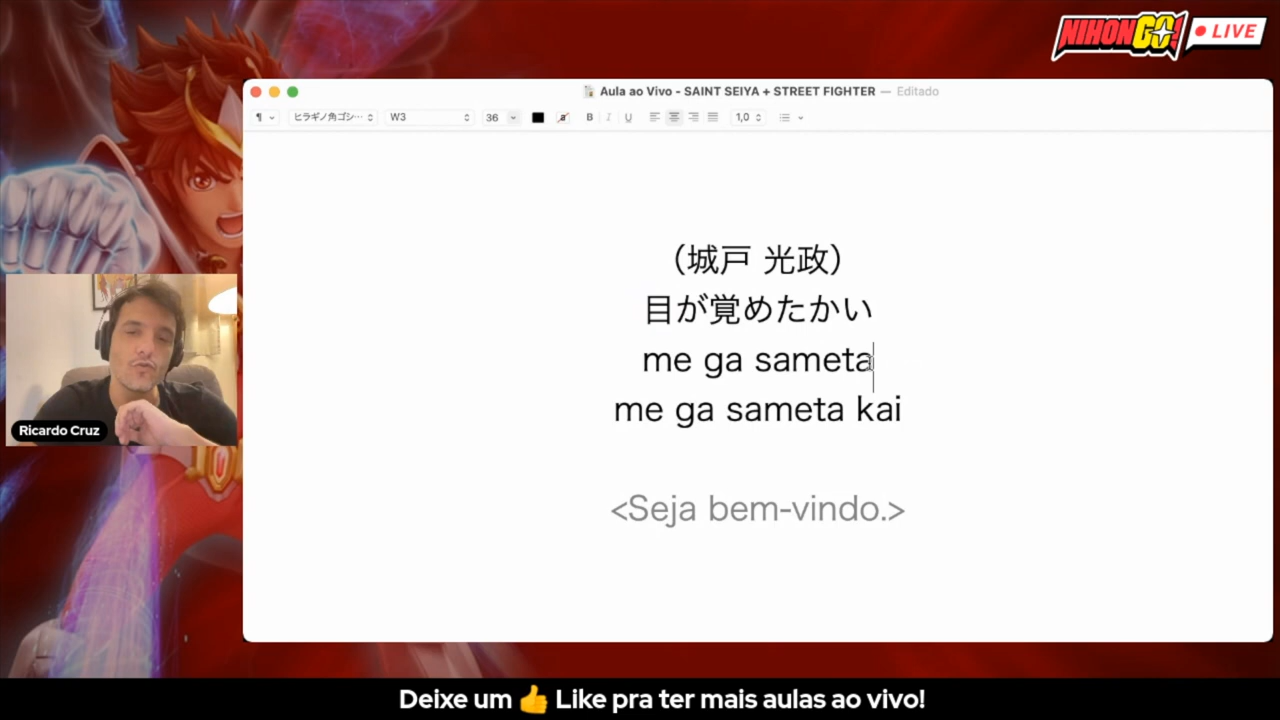 NIHONGO! LIVE
Aula ao Vivo - SAINT SEIYA + STREET FIGHTER — Editado
ヒラギノ角ゴシ… W3 36 a B I U 1,0
(城戸 光政)
目が覚めたかい
me ga sameta
me ga sameta kai
<Seja bem-vindo.>
Ricardo Cruz
Deixe um 👍 Like pra ter mais aulas ao vivo!